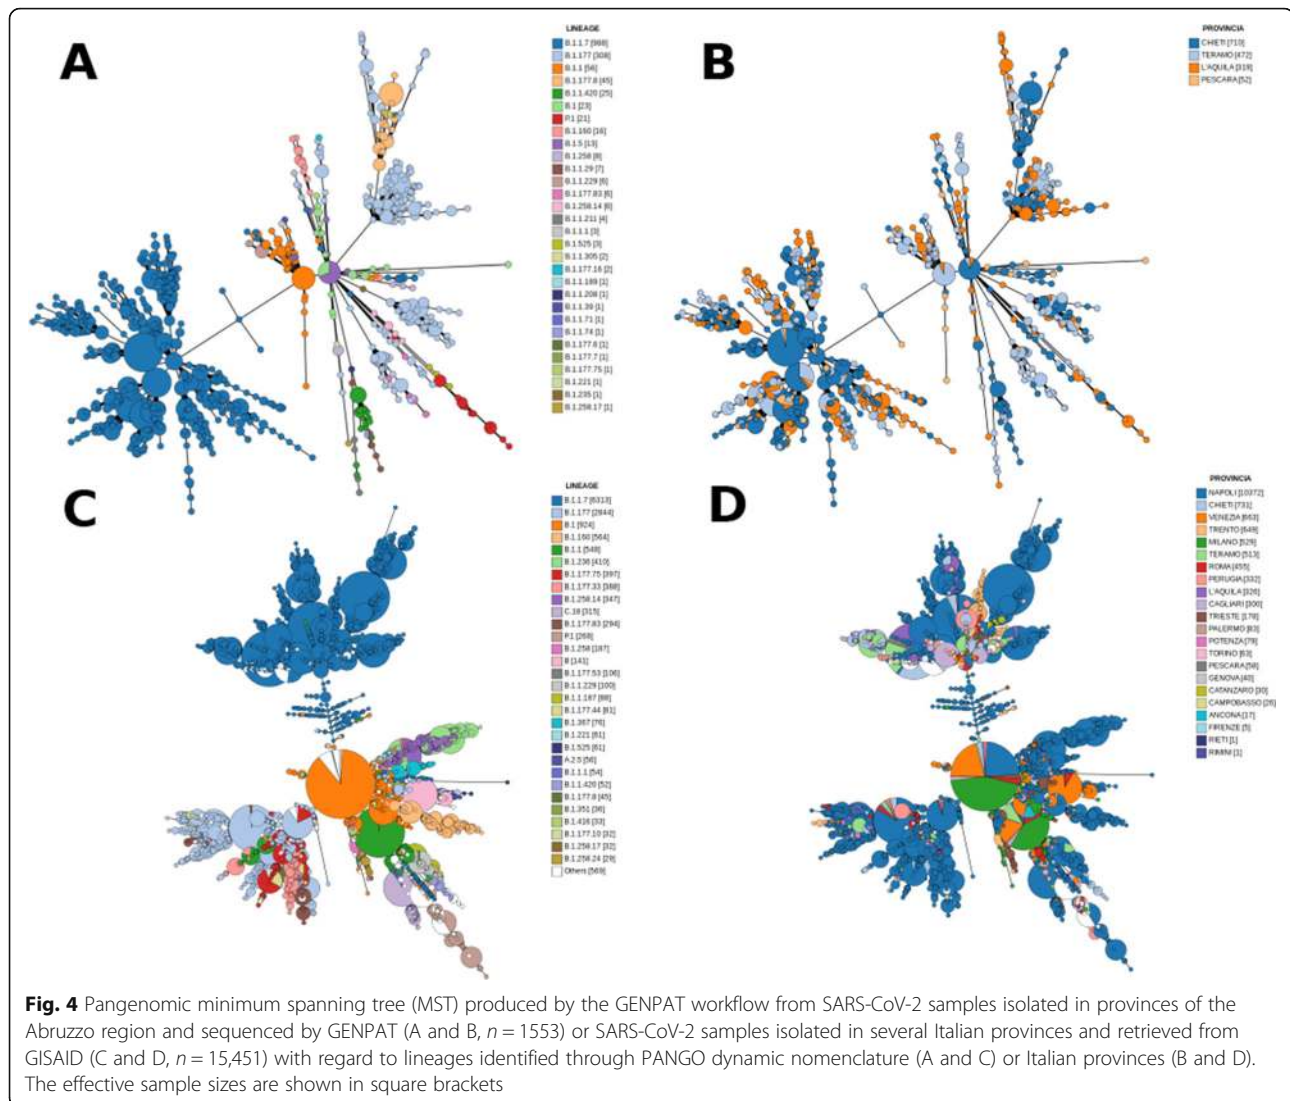 A
LINEAGE
B.1.1.7 [988]
B.1.177 [308]
B.1.1 [56]
B.1.177.8 [45]
B.1.1.420 [25]
B.1 [23]
P.1 [21]
B.1.160 [16]
B.1.5 [13]
B.1.258 [8]
B.1.1.29 [7]
B.1.1.229 [6]
B.1.177.83 [6]
B.1.258.14 [6]
B.1.1.211 [4]
B.1.1.1 [3]
B.1.525 [3]
B.1.1.305 [2]
B.1.177.16 [2]
B.1.1.189 [1]
B.1.1.208 [1]
B.1.1.39 [1]
B.1.1.71 [1]
B.1.1.74 [1]
B.1.177.6 [1]
B.1.177.7 [1]
B.1.177.75 [1]
B.1.221 [1]
B.1.235 [1]
B.1.258.17 [1]
B
PROVINCIA
CHIETI [710]
TERAMO [472]
L'AQUILA [319]
PESCARA [52]
C
LINEAGE
B.1.1.7 [6313]
B.1.177 [2844]
B.1 [924]
B.1.160 [564]
B.1.1 [548]
B.1.236 [410]
B.1.177.75 [397]
B.1.177.33 [388]
B.1.258.14 [347]
C.18 [315]
B.1.177.83 [294]
P.1 [268]
B.1.258 [187]
B [141]
B.1.177.53 [106]
B.1.1.229 [100]
B.1.1.187 [88]
B.1.177.44 [81]
B.1.367 [76]
B.1.221 [61]
B.1.525 [61]
A.2.5 [56]
B.1.1.1 [54]
B.1.1.420 [52]
B.1.177.8 [45]
B.1.351 [36]
B.1.416 [33]
B.1.177.10 [32]
B.1.258.17 [32]
B.1.258.24 [29]
Others [569]
D
PROVINCIA
NAPOLI [10372]
CHIETI [731]
VENEZIA [663]
TRENTO [649]
MILANO [529]
TERAMO [513]
ROMA [455]
PERUGIA [332]
L'AQUILA [326]
CAGLIARI [300]
TRIESTE [178]
PALERMO [83]
POTENZA [79]
TORINO [63]
PESCARA [58]
GENOVA [40]
CATANZARO [30]
CAMPOBASSO [26]
ANCONA [17]
FIRENZE [5]
RIETI [1]
RIMINI [1]
Fig. 4 Pangenomic minimum spanning tree (MST) produced by the GENPAT workflow from SARS-CoV-2 samples isolated in provinces of the
Abruzzo region and sequenced by GENPAT (A and B, n = 1553) or SARS-CoV-2 samples isolated in several Italian provinces and retrieved from
GISAID (C and D, n = 15,451) with regard to lineages identified through PANGO dynamic nomenclature (A and C) or Italian provinces (B and D).
The effective sample sizes are shown in square brackets